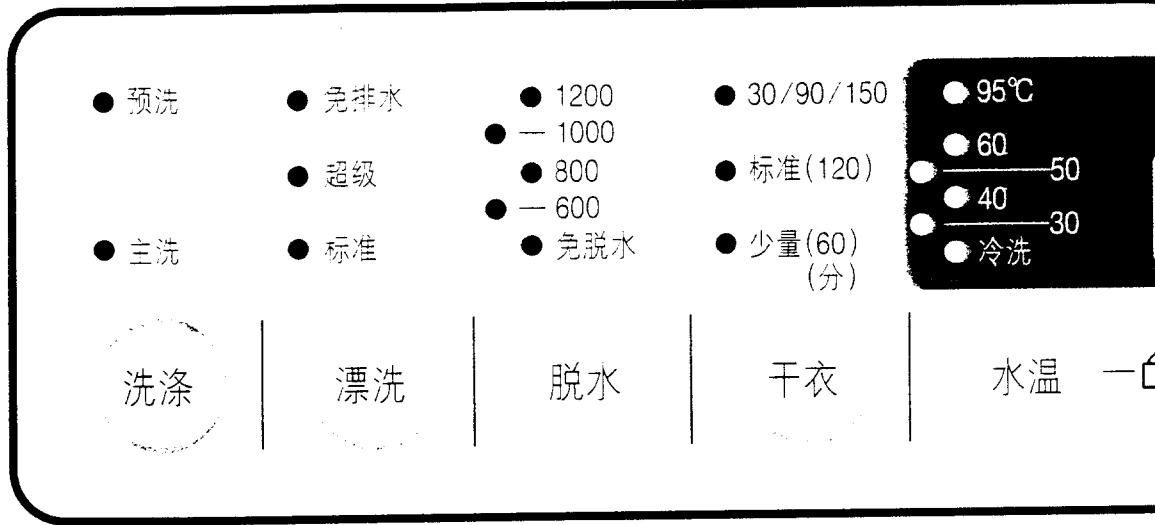 预洗
主洗
洗涤
免排水
超级
标准
漂洗
1200
1000
800
600
免脱水
脱水
30/90/150
标准(120)
少量(60)
(分)
干衣
95℃
60
50
40
30
冷洗
水温